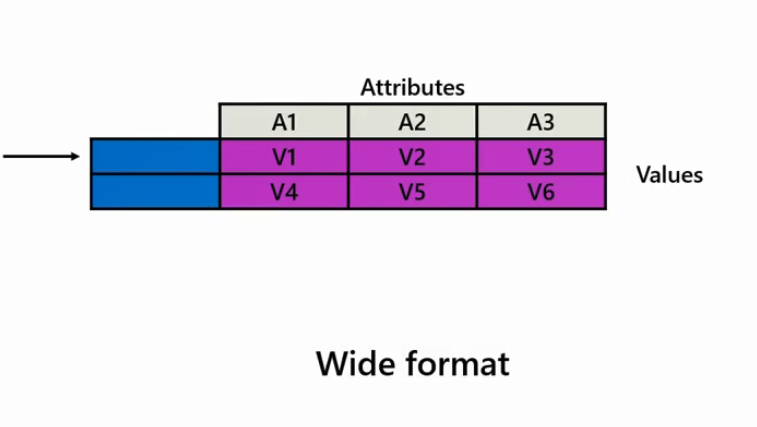 Attributes
A1 A2 A3
V1 V2 V3
Values
V4 V5 V6
Wide format